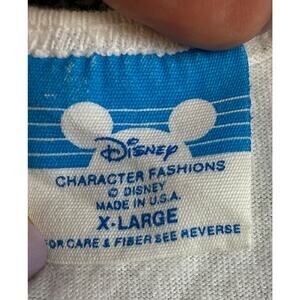 Disney
CHARACTER FASHIONS
© DISNEY
MADE IN U.S.A.
X-LARGE
FOR CARE & FIBER SEE REVERSE